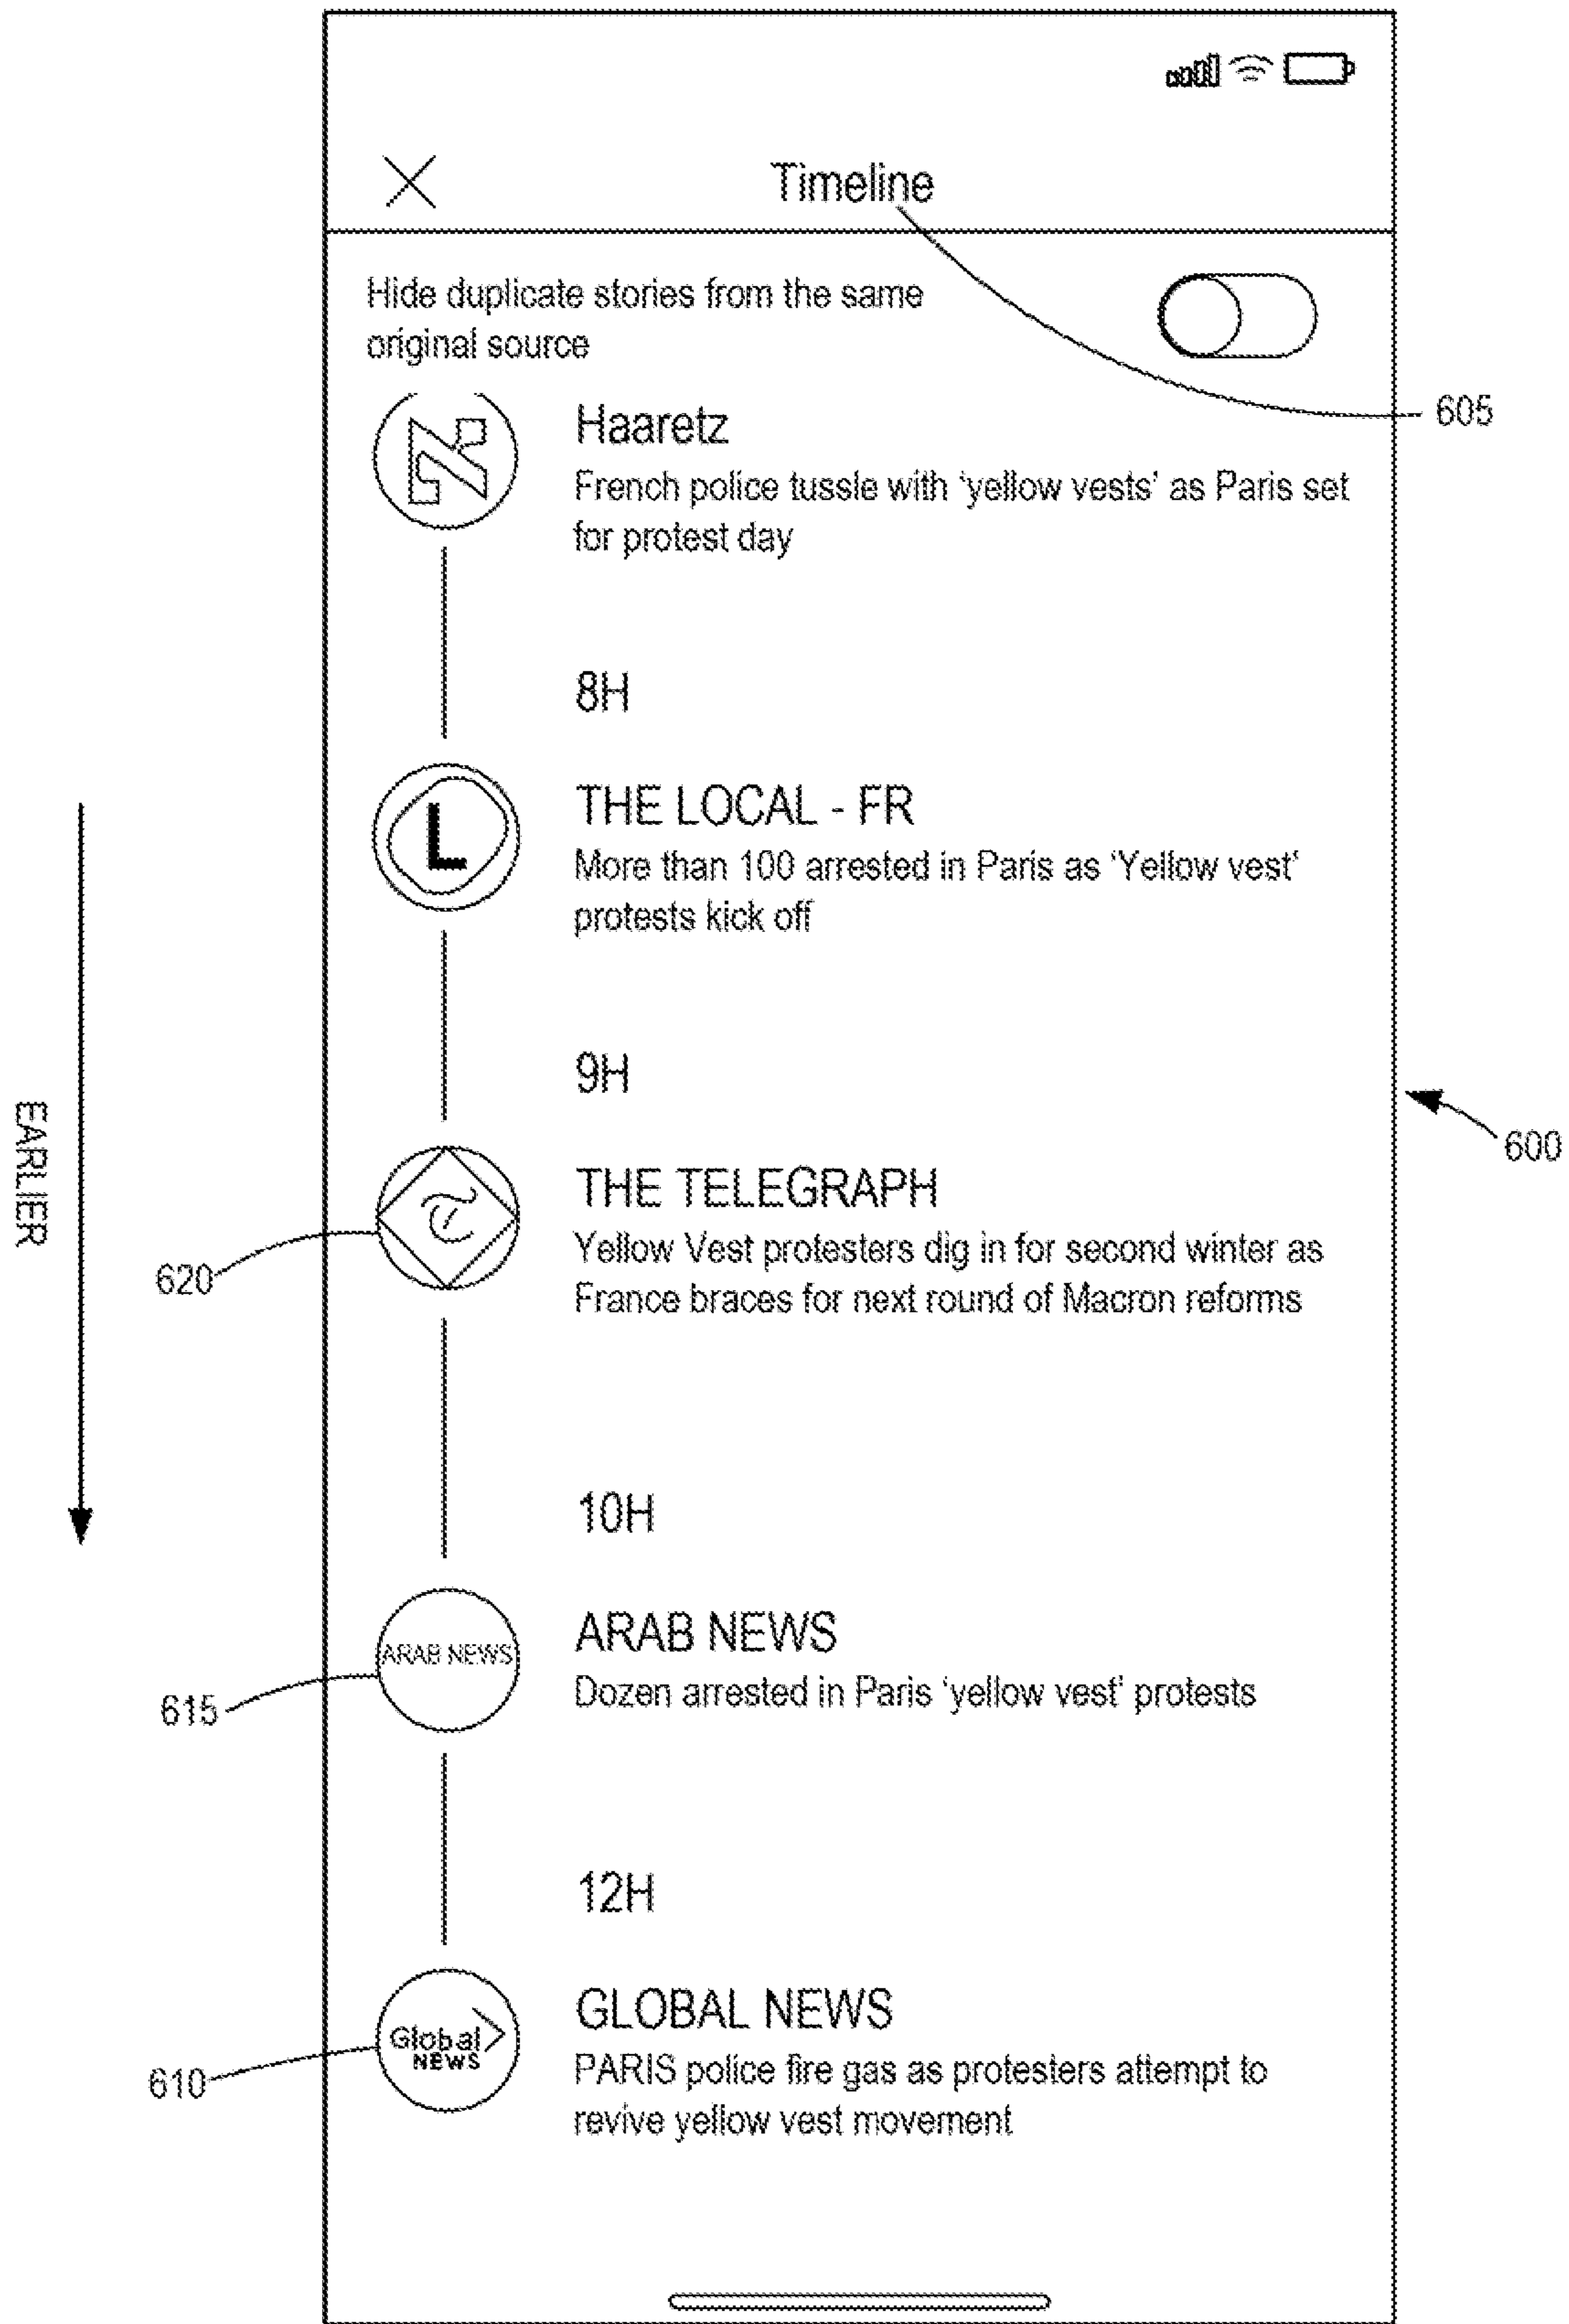 Timeline
Hide duplicate stories from the same
original source
605
Haaretz
French police tussle with ‘yellow vests’ as Paris set
for protest day
8H
L
THE LOCAL - FR
More than 100 arrested in Paris as ‘Yellow vest’
protests kick off
9H
EARLIER
600
T
THE TELEGRAPH
Yellow Vest protesters dig in for second winter as
France braces for next round of Macron reforms
620
10H
ARAB NEWS
ARAB NEWS
Dozen arrested in Paris ‘yellow vest’ protests
615
12H
Global
NEWS
GLOBAL NEWS
PARIS police fire gas as protesters attempt to
revive yellow vest movement
610